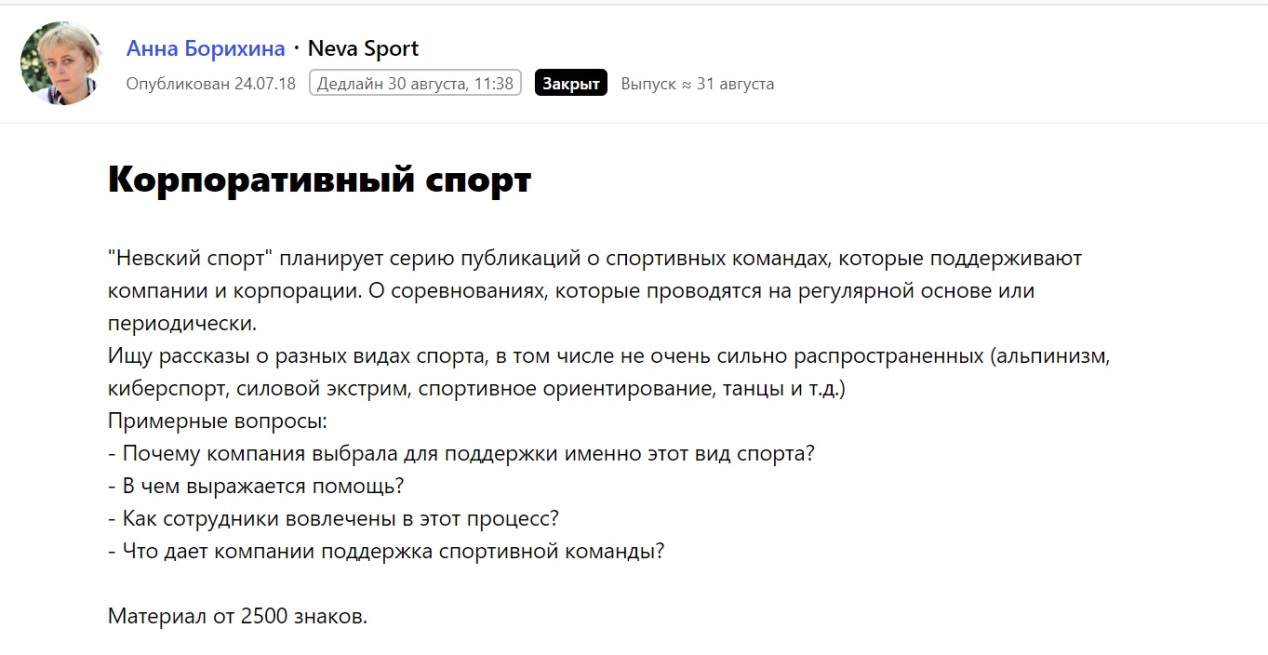 Анна Борихина · Neva Sport
Опубликован 24.07.18 Дедлайн 30 августа, 11:38 Закрыт Выпуск ≈ 31 августа
Корпоративный спорт
"Невский спорт" планирует серию публикаций о спортивных командах, которые поддерживают
компании и корпорации. О соревнованиях, которые проводятся на регулярной основе или
периодически.
Ищу рассказы о разных видах спорта, в том числе не очень сильно распространенных (альпинизм,
киберспорт, силовой экстрим, спортивное ориентирование, танцы и т.д.)
Примерные вопросы:
- Почему компания выбрала для поддержки именно этот вид спорта?
- В чем выражается помощь?
- Как сотрудники вовлечены в этот процесс?
- Что дает компании поддержка спортивной команды?
Материал от 2500 знаков.